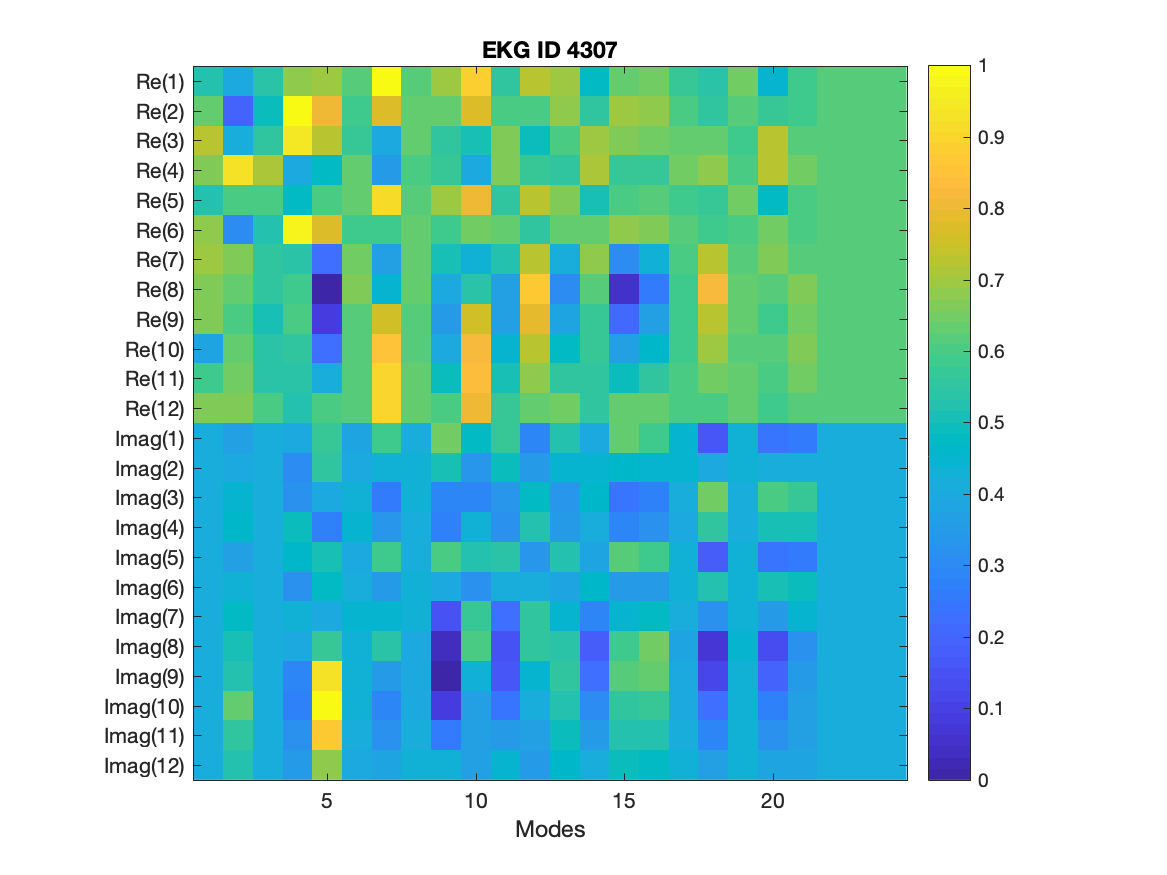 EKG ID 4307
Re(1)
Re(2)
Re(3)
Re(4)
Re(5)
Re(6)
Re(7)
Re(8)
Re(9)
Re(10)
Re(11)
Re(12)
Imag(1)
Imag(2)
Imag(3)
Imag(4)
Imag(5)
Imag(6)
Imag(7)
Imag(8)
Imag(9)
Imag(10)
Imag(11)
Imag(12)
5 10 15 20
Modes
1
0.9
0.8
0.7
0.6
0.5
0.4
0.3
0.2
0.1
0